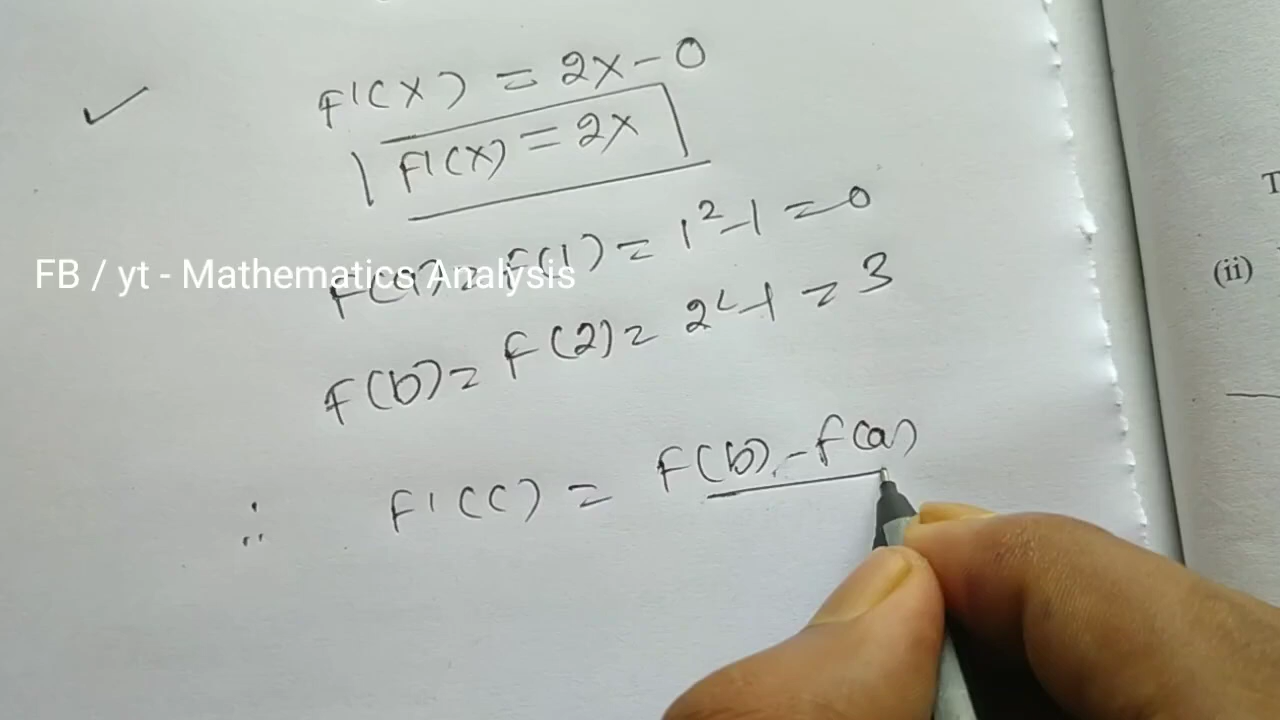 F'(x) = 2x - 0
F'(x) = 2x
F(a) = F(1) = 1² - 1 = 0
FB / yt - Mathematics Analysis
F(b) = F(2) = 2² - 1 = 3
∴ F'(c) = F(b) - f(a)
T
(ii)